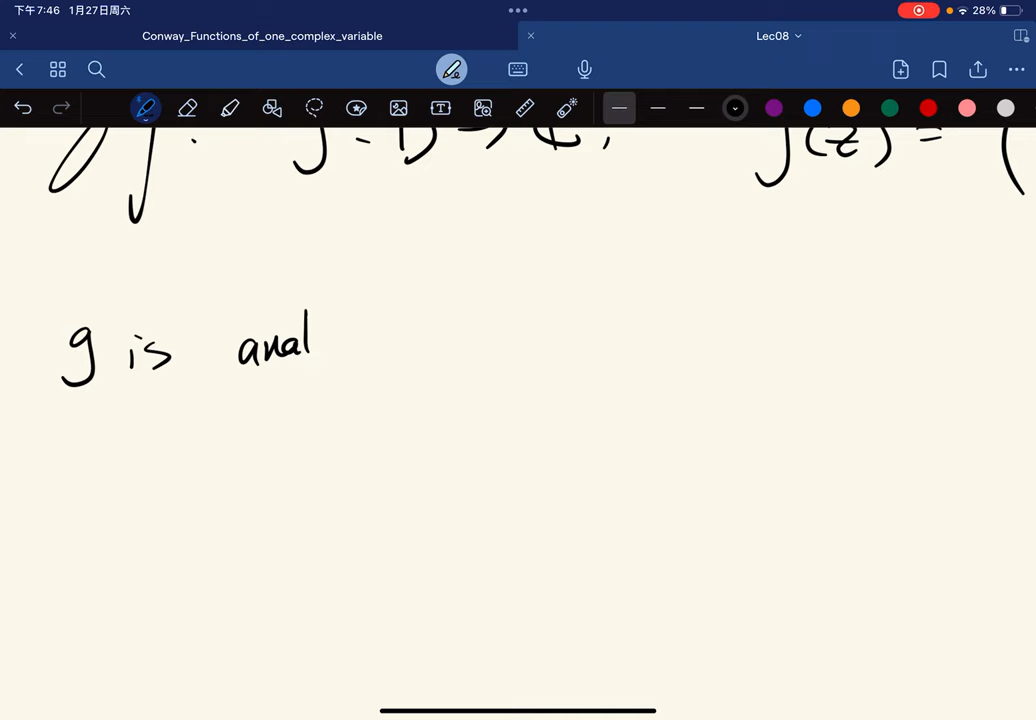 下午7:46 1月27日周六
28%
Conway_Functions_of_one_complex_variable
Lec08
g: D → ℂ, g(z) = (
g is anal